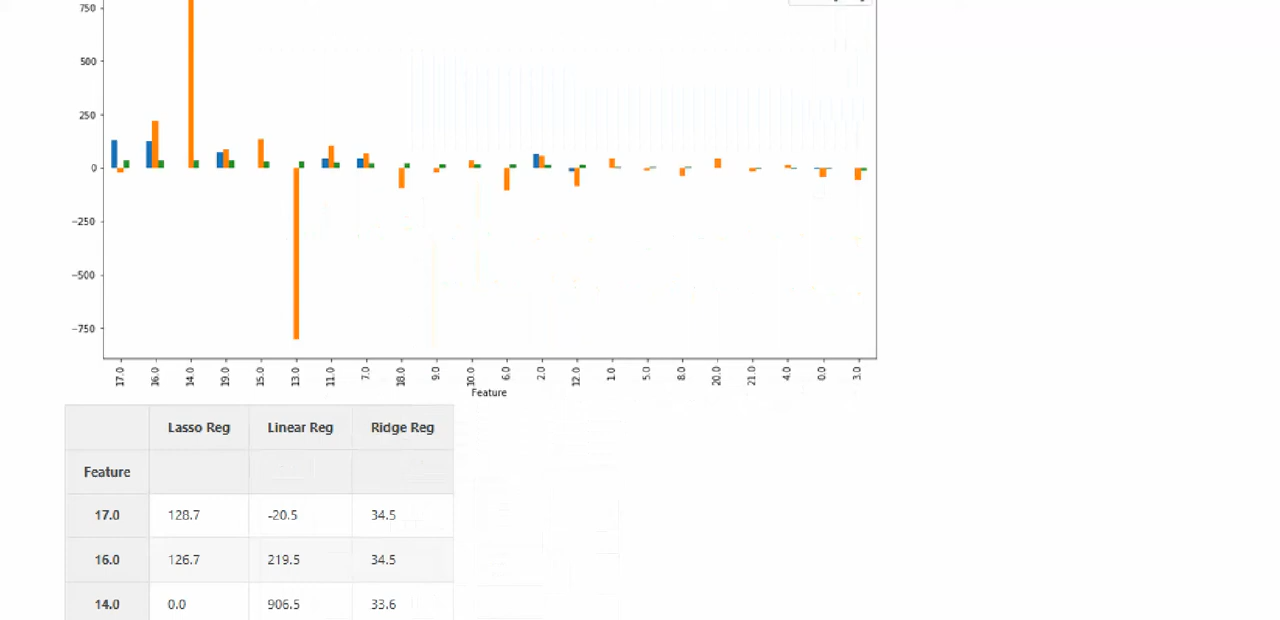 750
500
250
0
−250
−500
−750
17.0 16.0 14.0 19.0 15.0 13.0 11.0 7.0 18.0 9.0 10.0 6.0 2.0 12.0 1.0 5.0 8.0 20.0 21.0 4.0 0.0 3.0
Feature
Lasso Reg Linear Reg Ridge Reg
Feature
17.0 128.7 -20.5 34.5
16.0 126.7 219.5 34.5
14.0 0.0 906.5 33.6